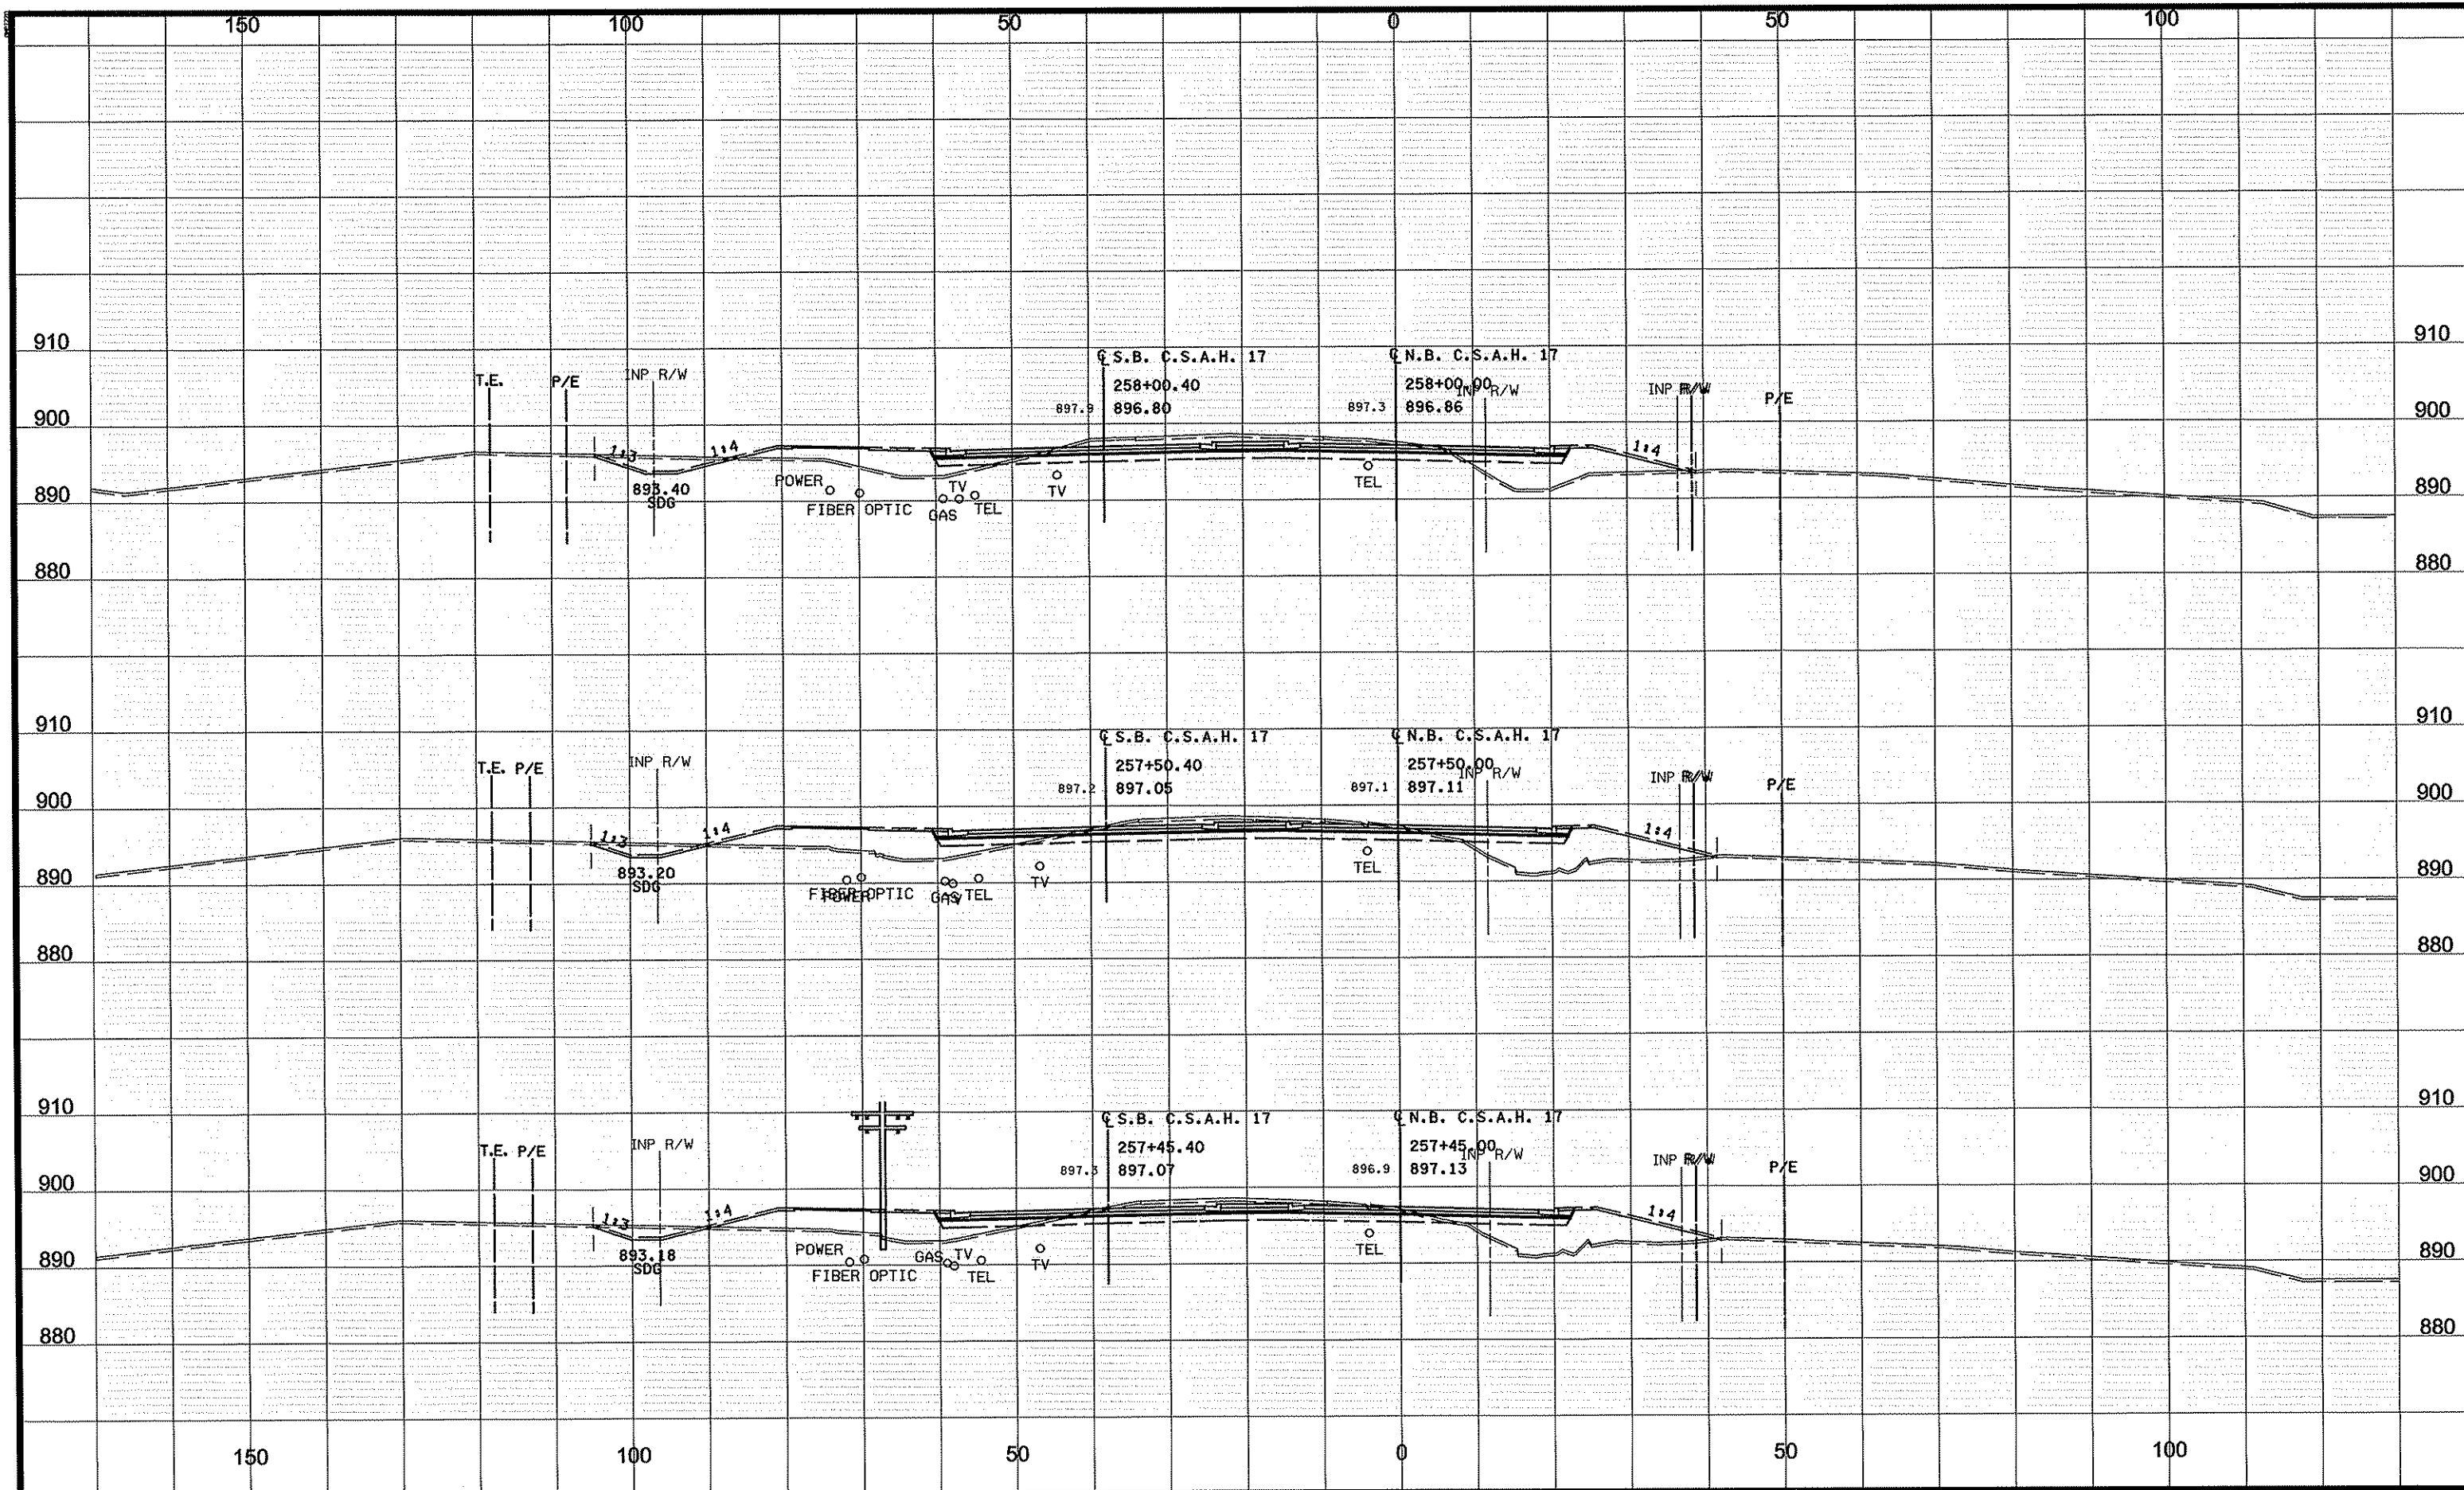 150 100 50 0 50 100
910 910
℄ S.B. C.S.A.H. 17 ℄ N.B. C.S.A.H. 17
T.E. P/E INP R/W 258+00.40 258+00.00 INP R/W INP R/W P/E
900 897.9 896.80 897.3 896.86 900
1:3 1:4 1:4
890 893.40 POWER TV TV TEL 890
SDG FIBER OPTIC GAS TEL
880 880
910 910
℄ S.B. C.S.A.H. 17 ℄ N.B. C.S.A.H. 17
T.E. P/E INP R/W 257+50.40 257+50.00 INP R/W INP R/W P/E
900 897.2 897.05 897.1 897.11 900
1:3 1:4 1:4
890 893.20 TV TEL 890
SDG FIBER OPTIC POWER GAS TV TEL
880 880
910 910
℄ S.B. C.S.A.H. 17 ℄ N.B. C.S.A.H. 17
T.E. P/E INP R/W 257+45.40 257+45.00 INP R/W INP R/W P/E
900 897.3 897.07 896.9 897.13 900
1:3 1:4 1:4
890 893.18 POWER GAS TV TV TEL 890
SDG FIBER OPTIC TEL
880 880
150 100 50 0 50 100